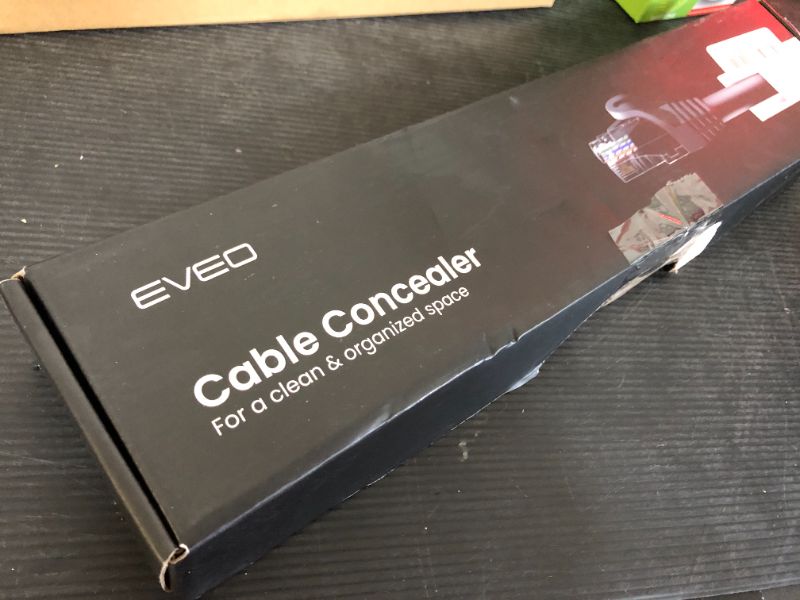 EVEO
Cable Concealer
For a clean & organized space